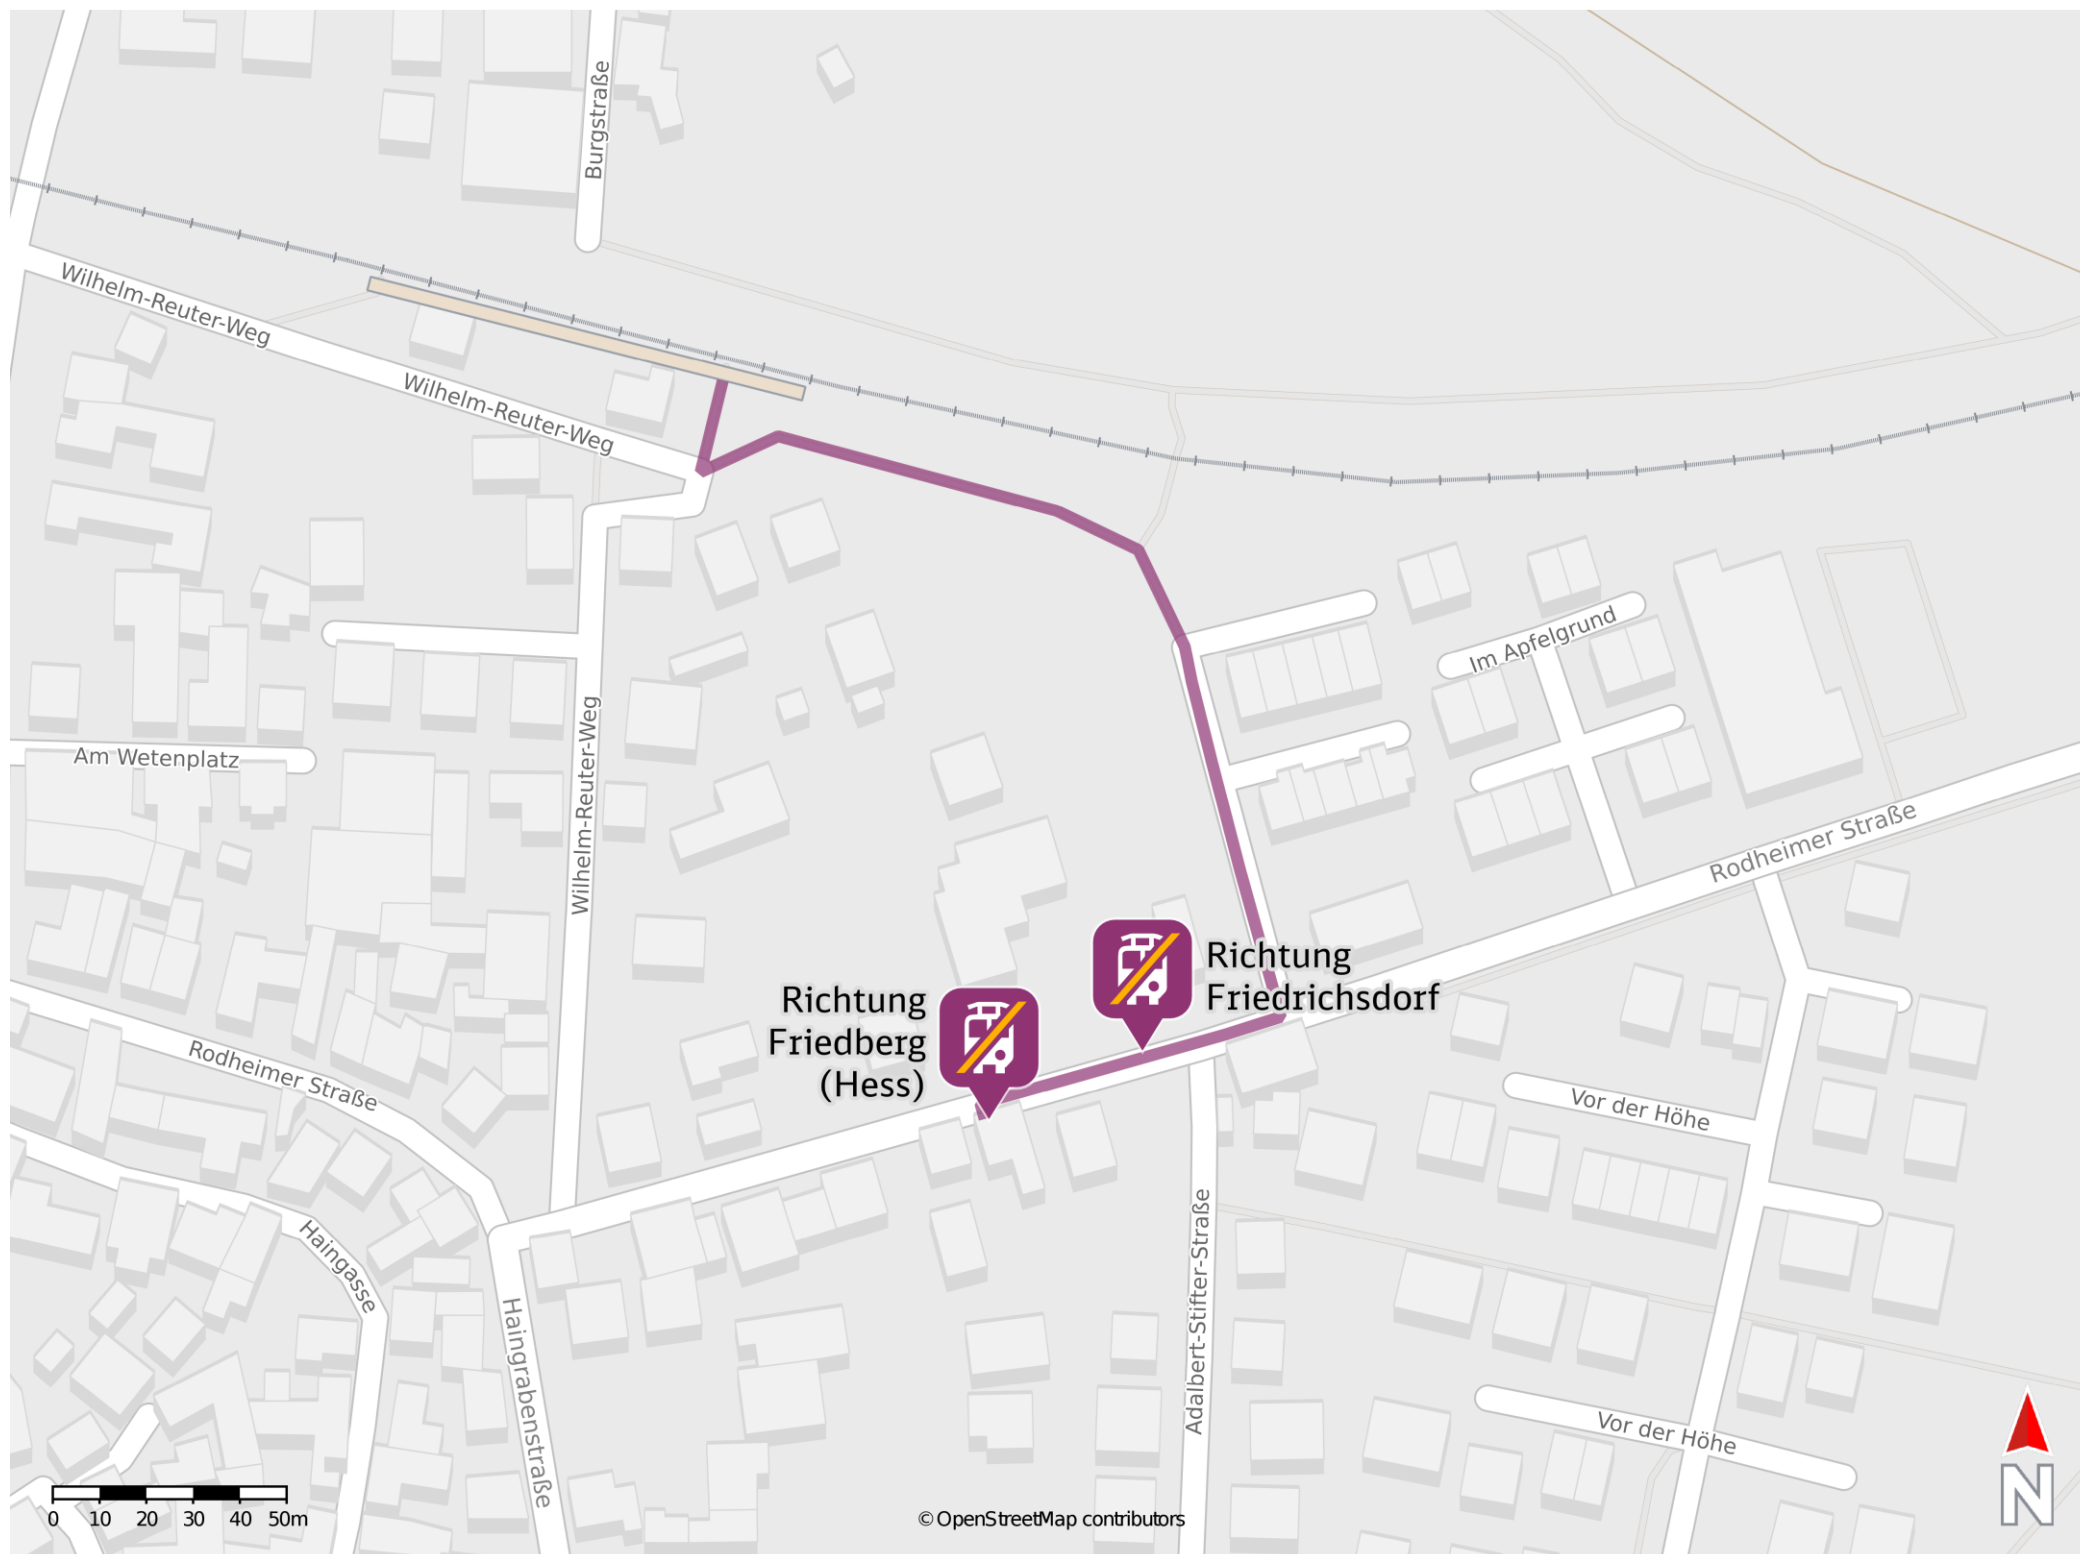 Burgstraße
Wilhelm-Reuter-Weg
Wilhelm-Reuter-Weg
Im Apfelgrund
Wilhelm-Reuter-Weg
Am Wetenplatz
Rodheimer Straße
Richtung
Friedrichsdorf
Richtung
Friedberg
(Hess)
Rodheimer Straße
Vor der Höhe
Haingasse
Adalbert-Stifter-Straße
Haingrabenstraße
Vor der Höhe
0 10 20 30 40 50m
© OpenStreetMap contributors
N